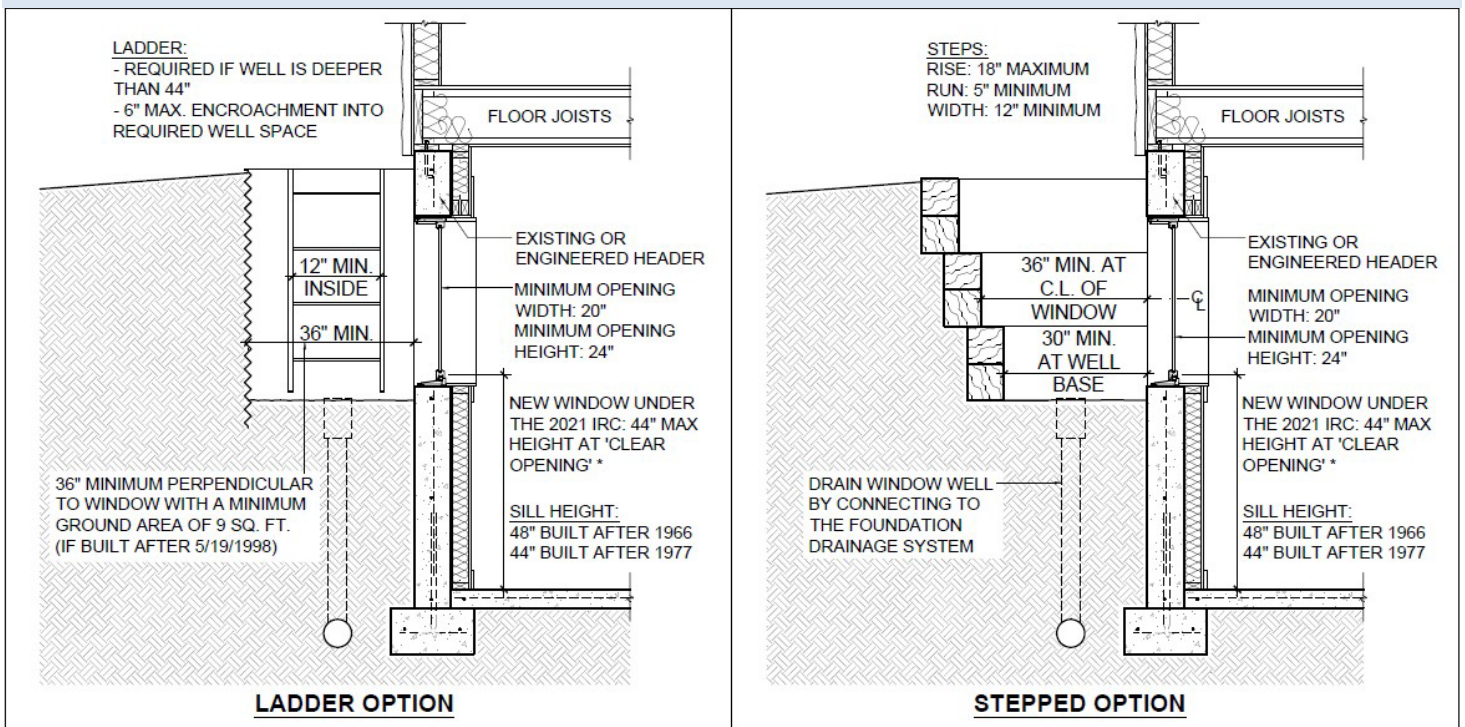 LADDER:
- REQUIRED IF WELL IS DEEPER
THAN 44"
- 6" MAX. ENCROACHMENT INTO
REQUIRED WELL SPACE
FLOOR JOISTS
EXISTING OR
ENGINEERED HEADER
12" MIN.
INSIDE
MINIMUM OPENING
WIDTH: 20"
MINIMUM OPENING
HEIGHT: 24"
36" MIN.
NEW WINDOW UNDER
THE 2021 IRC: 44" MAX
HEIGHT AT 'CLEAR
OPENING' *
36" MINIMUM PERPENDICULAR
TO WINDOW WITH A MINIMUM
GROUND AREA OF 9 SQ. FT.
(IF BUILT AFTER 5/19/1998)
SILL HEIGHT:
48" BUILT AFTER 1966
44" BUILT AFTER 1977
LADDER OPTION
STEPS:
RISE: 18" MAXIMUM
RUN: 5" MINIMUM
WIDTH: 12" MINIMUM
FLOOR JOISTS
EXISTING OR
ENGINEERED HEADER
36" MIN. AT
C.L. OF
WINDOW
CL
MINIMUM OPENING
WIDTH: 20"
MINIMUM OPENING
HEIGHT: 24"
30" MIN.
AT WELL
BASE
NEW WINDOW UNDER
THE 2021 IRC: 44" MAX
HEIGHT AT 'CLEAR
OPENING' *
DRAIN WINDOW WELL
BY CONNECTING TO
THE FOUNDATION
DRAINAGE SYSTEM
SILL HEIGHT:
48" BUILT AFTER 1966
44" BUILT AFTER 1977
STEPPED OPTION